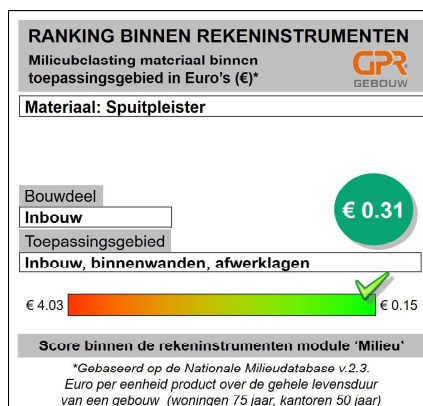 RANKING BINNEN REKENINSTRUMENTEN
Milieubelasting materiaal binnen
toepassingsgebied in Euro's (€)*
GPR
GEBOUW
Materiaal: Spuitpleister
Bouwdeel
Inbouw
€ 0.31
Toepassingsgebied
Inbouw, binnenwanden, afwerklagen
€ 4.03
€ 0.15
Score binnen de rekeninstrumenten module 'Milieu'
*Gebaseerd op de Nationale Milieudatabase v.2.3.
Euro per eenheid product over de gehele levensduur
van een gebouw (woningen 75 jaar, kantoren 50 jaar)